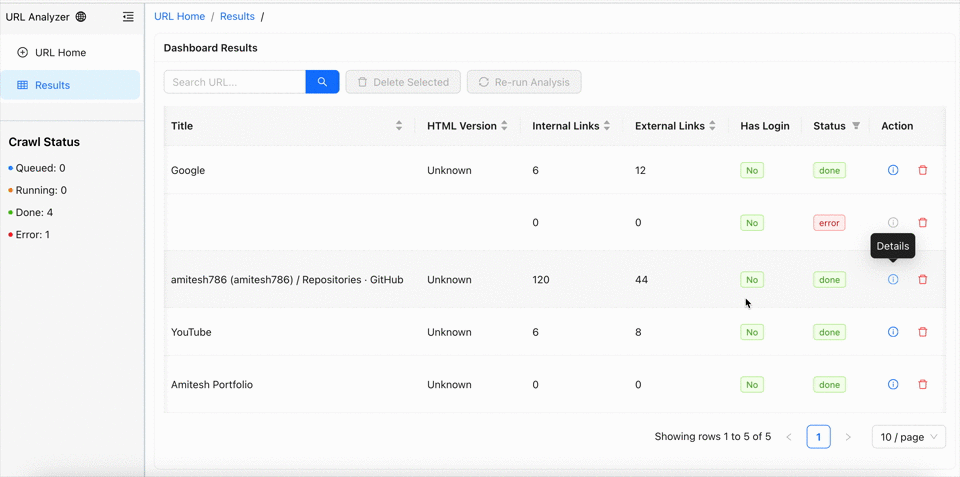 URL Analyzer
URL Home / Results /
URL Home
Results
Crawl Status
Queued: 0
Running: 0
Done: 4
Error: 1
Dashboard Results
Search URL...
Delete Selected
Re-run Analysis
Title HTML Version Internal Links External Links Has Login Status Action
Google Unknown 6 12 No done
0 0 No error
Details
amitesh786 (amitesh786) / Repositories · GitHub Unknown 120 44 No done
YouTube Unknown 6 8 No done
Amitesh Portfolio Unknown 0 0 No done
Showing rows 1 to 5 of 5 < 1 > 10 / page